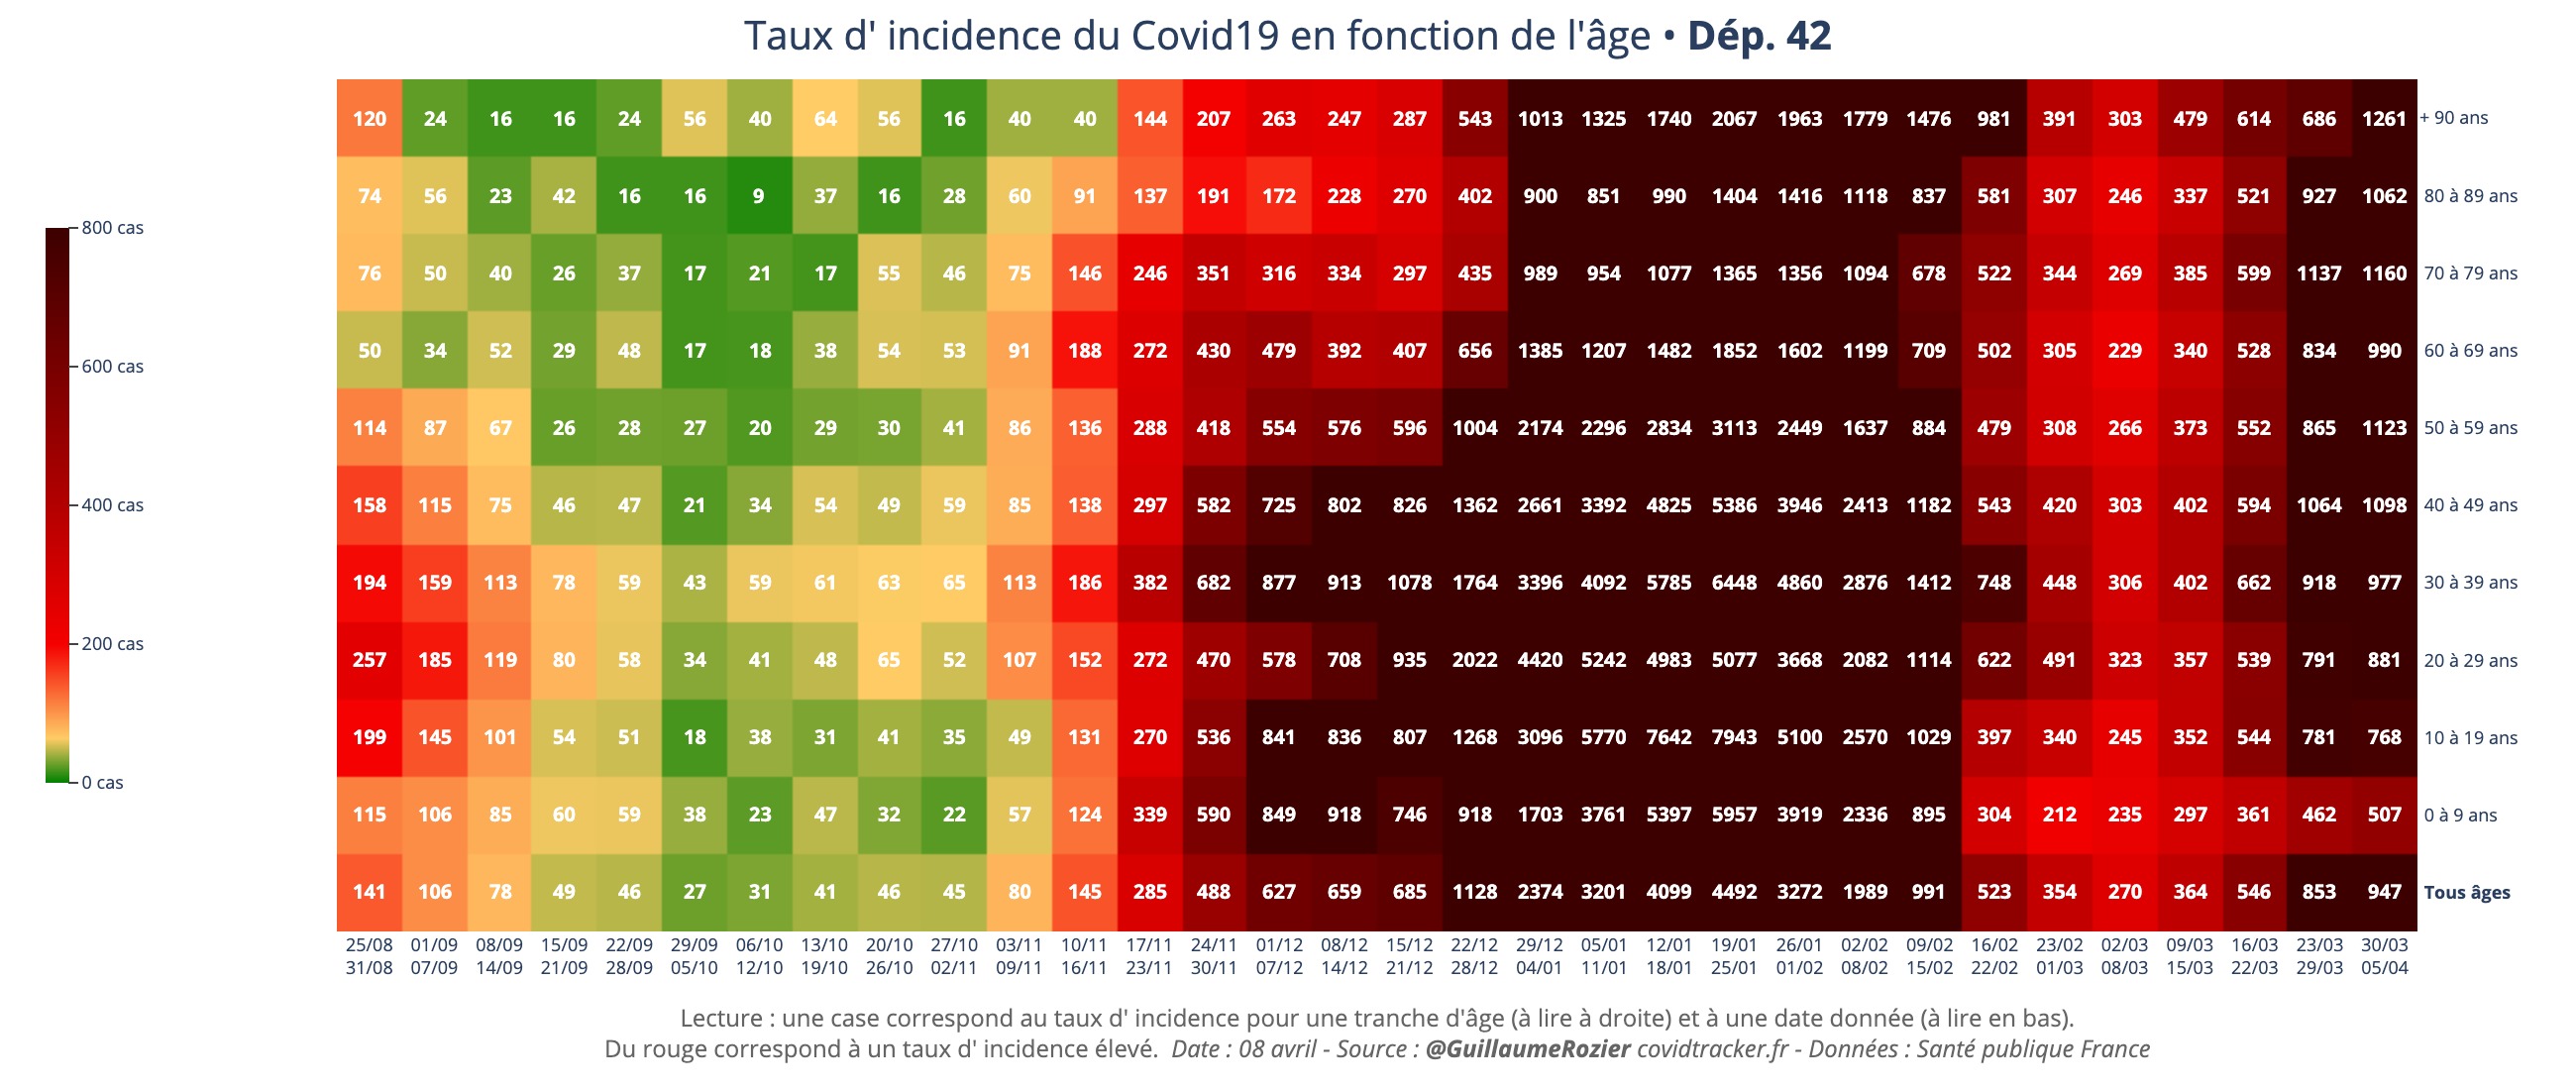 Taux d' incidence du Covid19 en fonction de l'âge • Dép. 42
120 24 16 16 24 56 40 64 56 16 40 40 144 207 263 247 287 543 1013 1325 1740 2067 1963 1779 1476 981 391 303 479 614 686 1261 + 90 ans
74 56 23 42 16 16 9 37 16 28 60 91 137 191 172 228 270 402 900 851 990 1404 1416 1118 837 581 307 246 337 521 927 1062 80 à 89 ans
800 cas
76 50 40 26 37 17 21 17 55 46 75 146 246 351 316 334 297 435 989 954 1077 1365 1356 1094 678 522 344 269 385 599 1137 1160 70 à 79 ans
50 34 52 29 48 17 18 38 54 53 91 188 272 430 479 392 407 656 1385 1207 1482 1852 1602 1199 709 502 305 229 340 528 834 990 60 à 69 ans
600 cas
114 87 67 26 28 27 20 29 30 41 86 136 288 418 554 576 596 1004 2174 2296 2834 3113 2449 1637 884 479 308 266 373 552 865 1123 50 à 59 ans
400 cas
158 115 75 46 47 21 34 54 49 59 85 138 297 582 725 802 826 1362 2661 3392 4825 5386 3946 2413 1182 543 420 303 402 594 1064 1098 40 à 49 ans
194 159 113 78 59 43 59 61 63 65 113 186 382 682 877 913 1078 1764 3396 4092 5785 6448 4860 2876 1412 748 448 306 402 662 918 977 30 à 39 ans
200 cas
257 185 119 80 58 34 41 48 65 52 107 152 272 470 578 708 935 2022 4420 5242 4983 5077 3668 2082 1114 622 491 323 357 539 791 881 20 à 29 ans
199 145 101 54 51 18 38 31 41 35 49 131 270 536 841 836 807 1268 3096 5770 7642 7943 5100 2570 1029 397 340 245 352 544 781 768 10 à 19 ans
0 cas
115 106 85 60 59 38 23 47 32 22 57 124 339 590 849 918 746 918 1703 3761 5397 5957 3919 2336 895 304 212 235 297 361 462 507 0 à 9 ans
141 106 78 49 46 27 31 41 46 45 80 145 285 488 627 659 685 1128 2374 3201 4099 4492 3272 1989 991 523 354 270 364 546 853 947 Tous âges
25/08 01/09 08/09 15/09 22/09 29/09 06/10 13/10 20/10 27/10 03/11 10/11 17/11 24/11 01/12 08/12 15/12 22/12 29/12 05/01 12/01 19/01 26/01 02/02 09/02 16/02 23/02 02/03 09/03 16/03 23/03 30/03
31/08 07/09 14/09 21/09 28/09 05/10 12/10 19/10 26/10 02/11 09/11 16/11 23/11 30/11 07/12 14/12 21/12 28/12 04/01 11/01 18/01 25/01 01/02 08/02 15/02 22/02 01/03 08/03 15/03 22/03 29/03 05/04
Lecture : une case correspond au taux d' incidence pour une tranche d'âge (à lire à droite) et à une date donnée (à lire en bas).
Du rouge correspond à un taux d' incidence élevé. Date : 08 avril - Source : @GuillaumeRozier covidtracker.fr - Données : Santé publique France